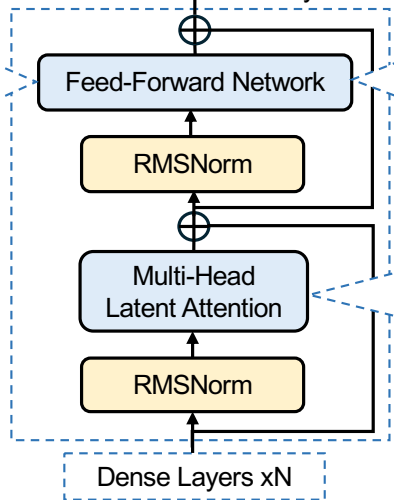 Feed-Forward Network
RMSNorm
Multi-Head
Latent Attention
RMSNorm
Dense Layers xN